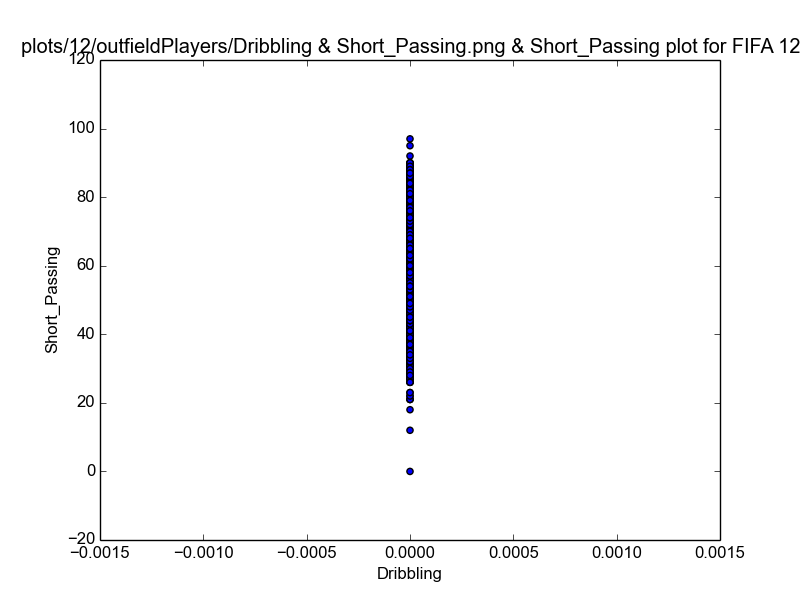 plots/12/outfieldPlayers/Dribbling & Short_Passing.png & Short_Passing plot for FIFA 12
120
100
80
60
40
20
0
−20
Short_Passing
−0.0015 −0.0010 −0.0005 0.0000 0.0005 0.0010 0.0015
Dribbling